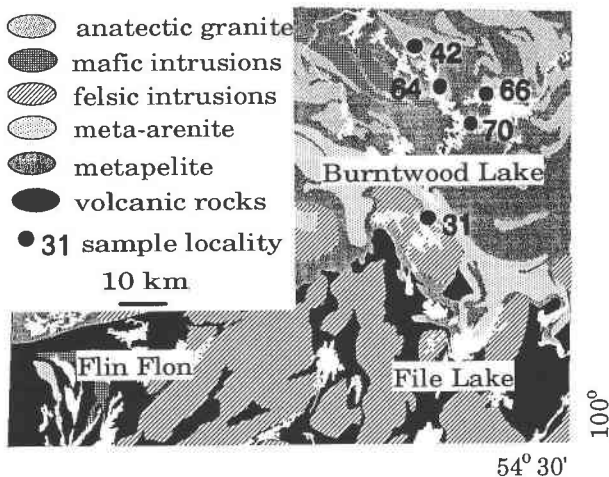 anatectic granite
mafic intrusions
felsic intrusions
meta-arenite
metapelite
volcanic rocks
31 sample locality
10 km
42
64
66
70
Burntwood Lake
31
Flin Flon
File Lake
100°
54° 30'